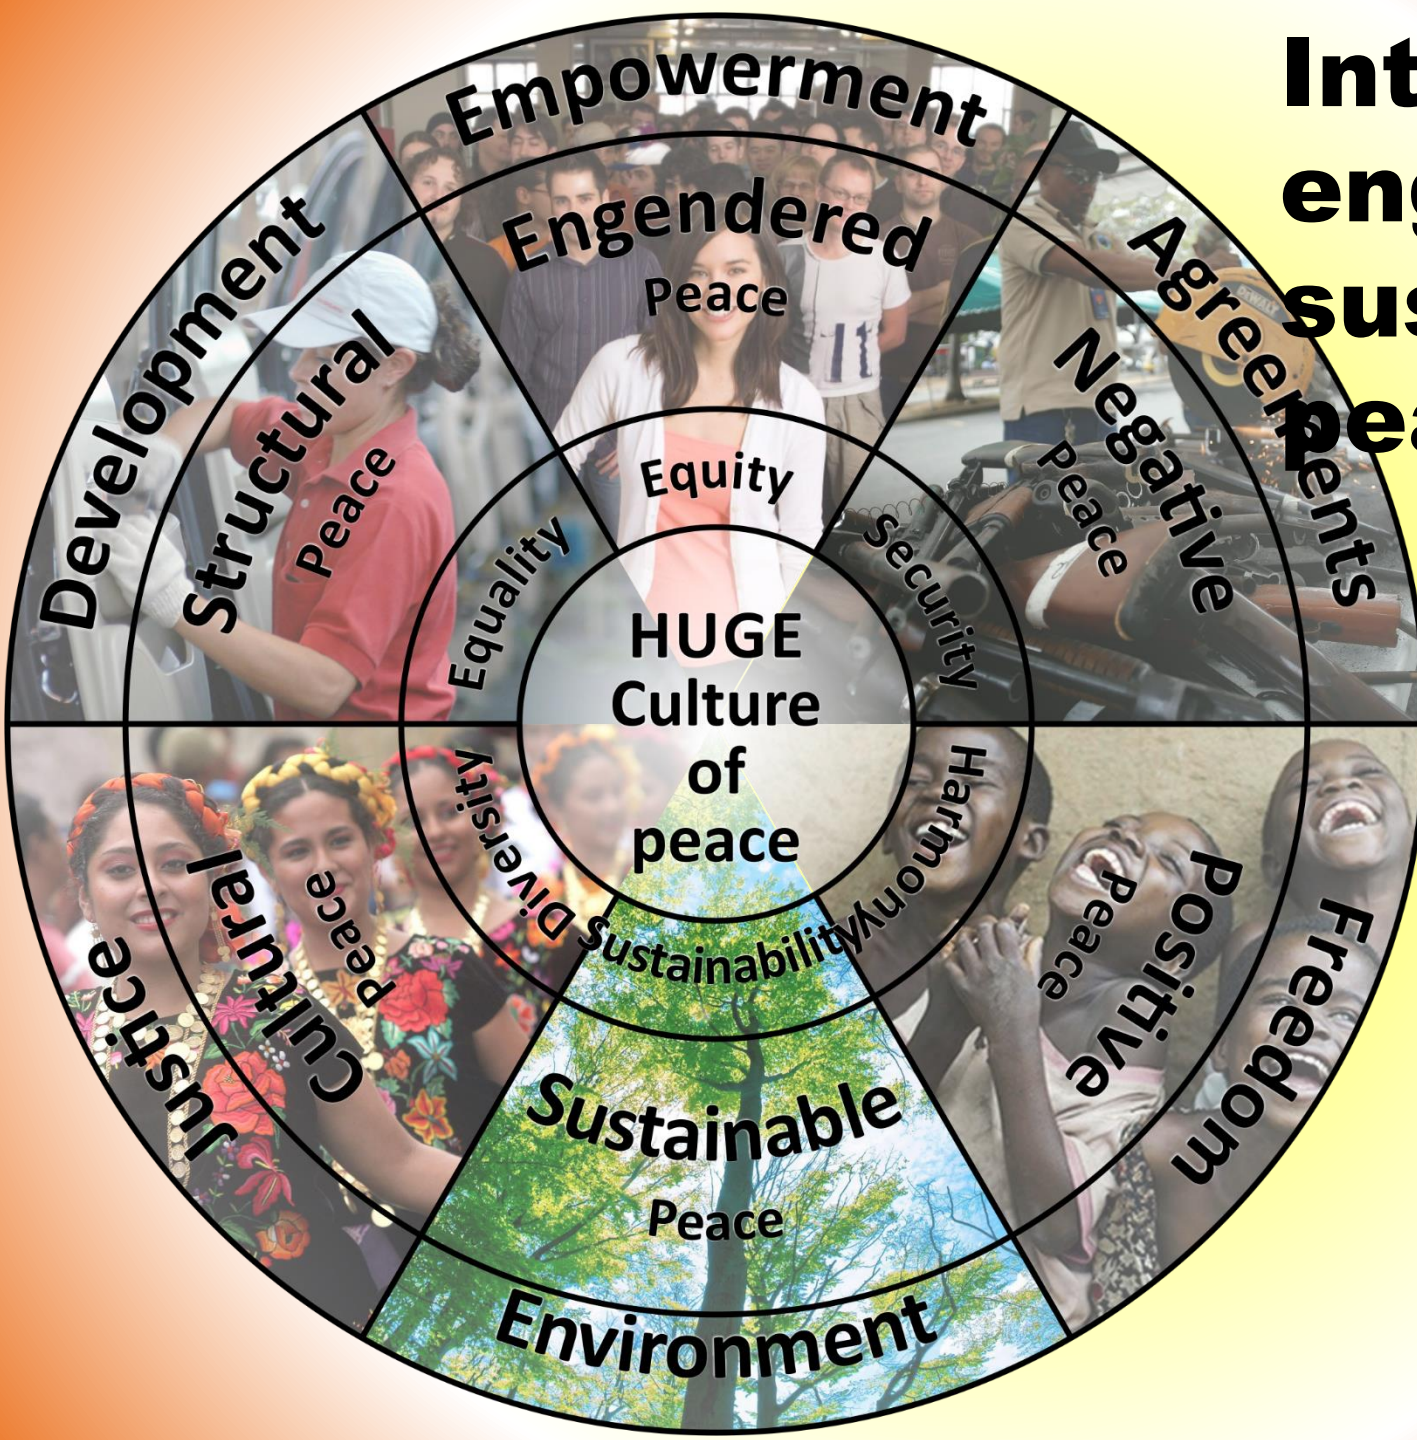 Empowerment
Engendered
Peace
Equity
Agreements
Negative
Peace
Security
Freedom
Positive
Peace
Harmony
Environment
Sustainable
Peace
Sustainability
Justice
Cultural
Peace
Diversity
Development
Structural
Peace
Equality
HUGE
Culture
of
peace
Int
eng
sus
pea
DEWALT